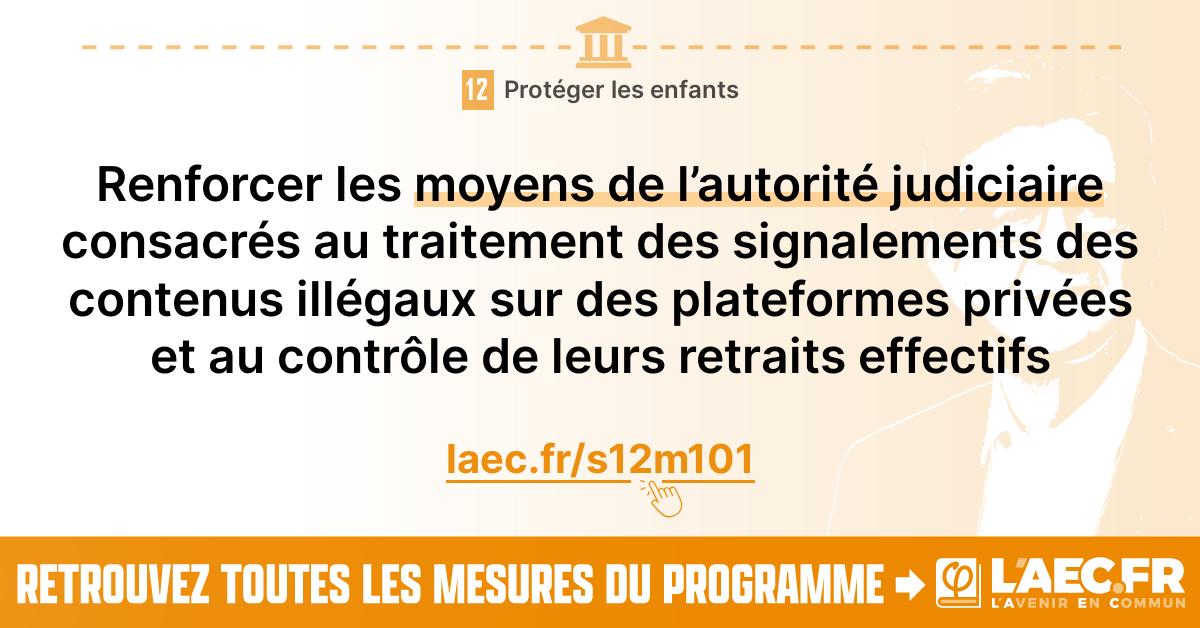 12 Protéger les enfants
Renforcer les moyens de l’autorité judiciaire
consacrés au traitement des signalements des
contenus illégaux sur des plateformes privées
et au contrôle de leurs retraits effectifs
laec.fr/s12m101
RETROUVEZ TOUTES LES MESURES DU PROGRAMME
φ L'AEC.FR
L'AVENIR EN COMMUN